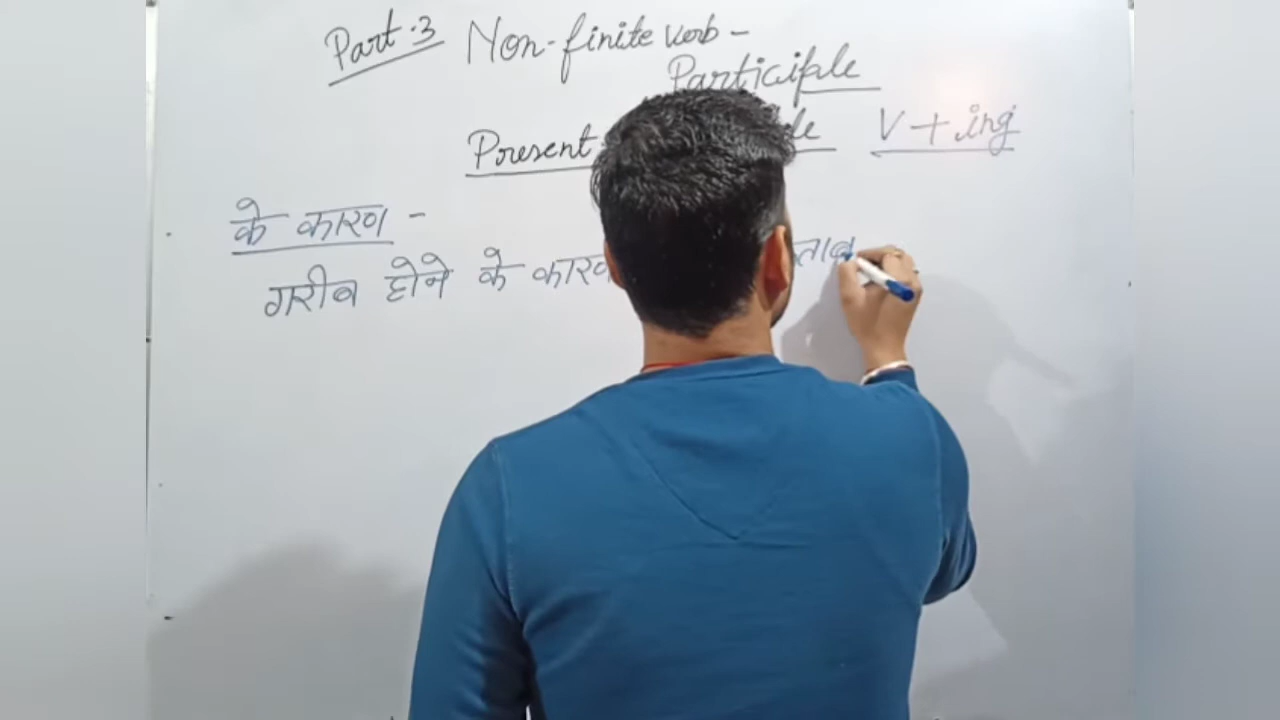 Part.3 Non-finite verb -
Participle
Present V + ing
के कारण -
गरीब होने के